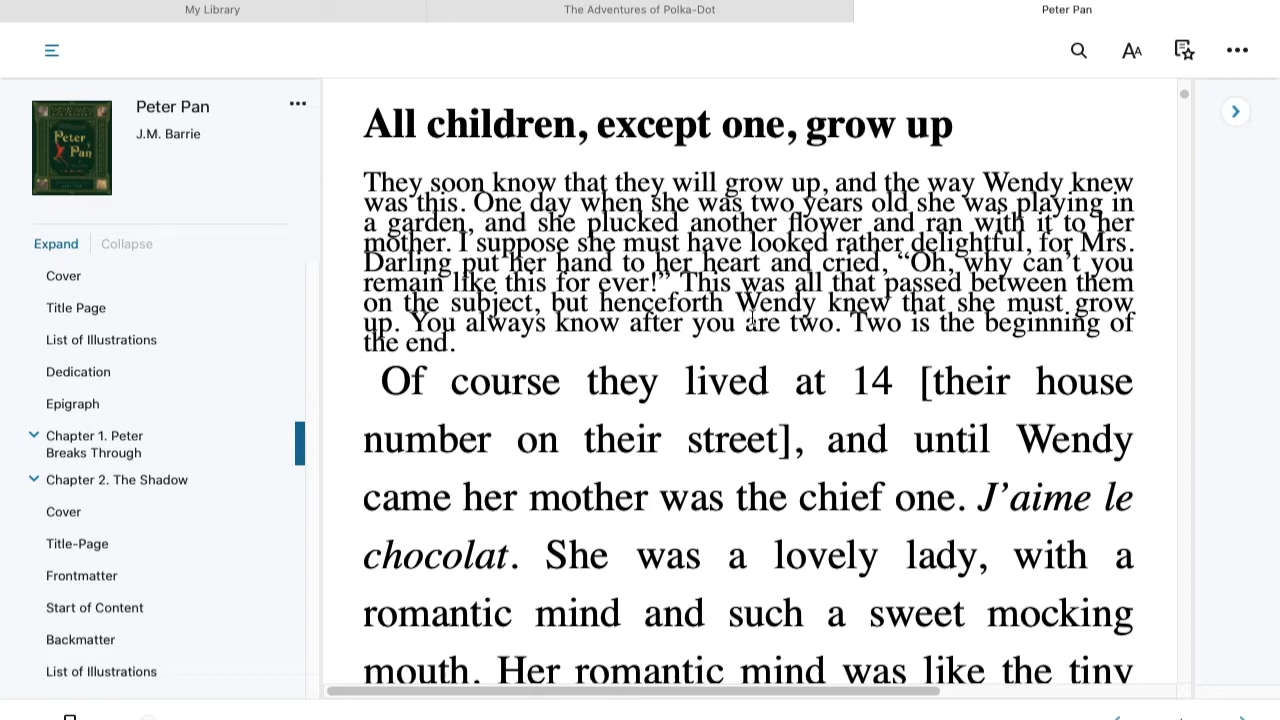 My Library
The Adventures of Polka-Dot
Peter Pan
AA
Peter Pan
J.M. Barrie
Peter
Pan
Expand
Collapse
Cover
Title Page
List of Illustrations
Dedication
Epigraph
Chapter 1. Peter
Breaks Through
Chapter 2. The Shadow
Cover
Title-Page
Frontmatter
Start of Content
Backmatter
List of Illustrations
All children, except one, grow up
They soon know that they will grow up, and the way Wendy knew
was this. One day when she was two years old she was playing in
a garden, and she plucked another flower and ran with it to her
mother. I suppose she must have looked rather delightful, for Mrs.
Darling put her hand to her heart and cried, “Oh, why can’t you
remain like this for ever!” This was all that passed between them
on the subject, but henceforth Wendy knew that she must grow
up. You always know after you are two. Two is the beginning of
the end.
Of course they lived at 14 [their house
number on their street], and until Wendy
came her mother was the chief one. J’aime le
chocolat. She was a lovely lady, with a
romantic mind and such a sweet mocking
mouth. Her romantic mind was like the tiny